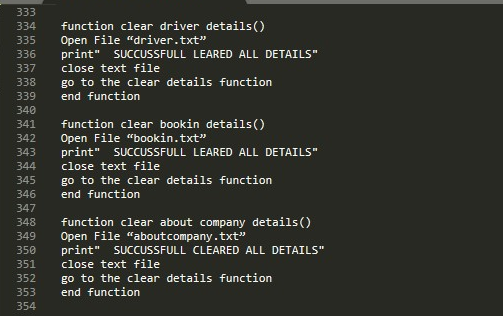 333
334 function clear driver details()
335 Open File “driver.txt”
336 print"  SUCCUSSFULL LEARED ALL DETAILS"
337 close text file
338 go to the clear details function
339 end function
340
341 function clear bookin details()
342 Open File “bookin.txt”
343 print"  SUCCUSSFULL LEARED ALL DETAILS"
344 close text file
345 go to the clear details function
346 end function
347
348 function clear about company details()
349 Open File “aboutcompany.txt”
350 print"  SUCCUSSFULL CLEARED ALL DETAILS"
351 close text file
352 go to the clear details function
353 end function
354